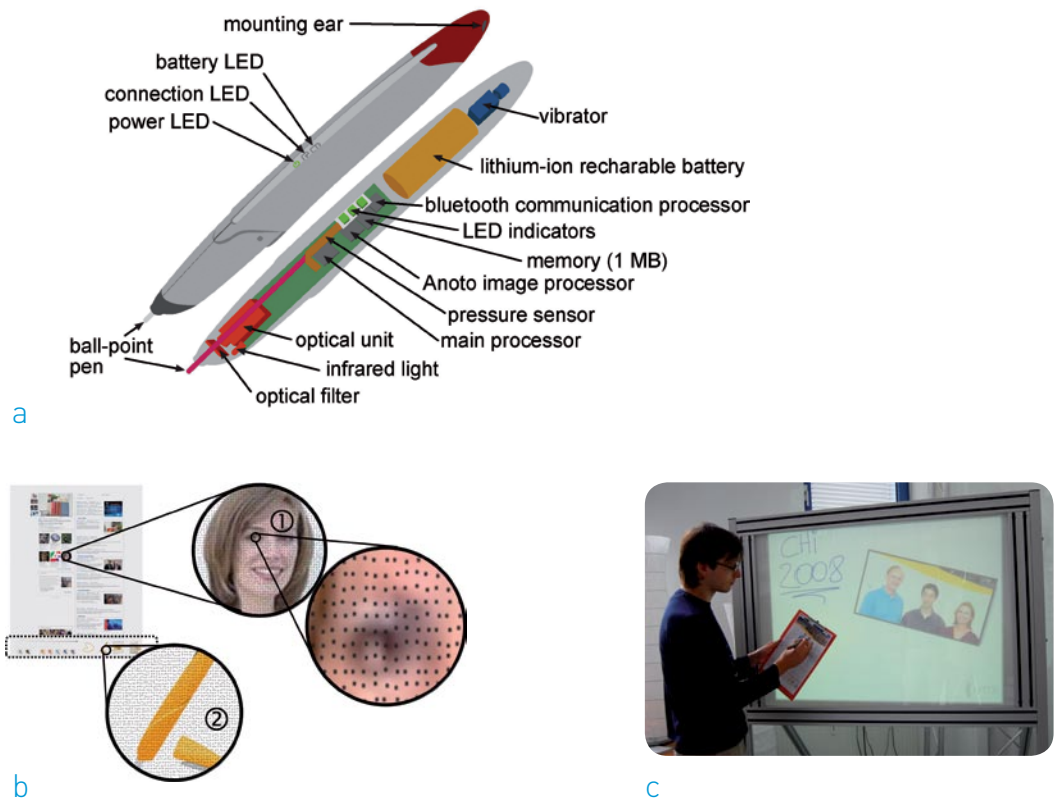 mounting ear
battery LED
connection LED
power LED
vibrator
lithium-ion recharable battery
bluetooth communication processor
LED indicators
memory (1 MB)
Anoto image processor
pressure sensor
main processor
optical unit
infrared light
optical filter
ball-point
pen
a
①
②
b
CHI
2008
c